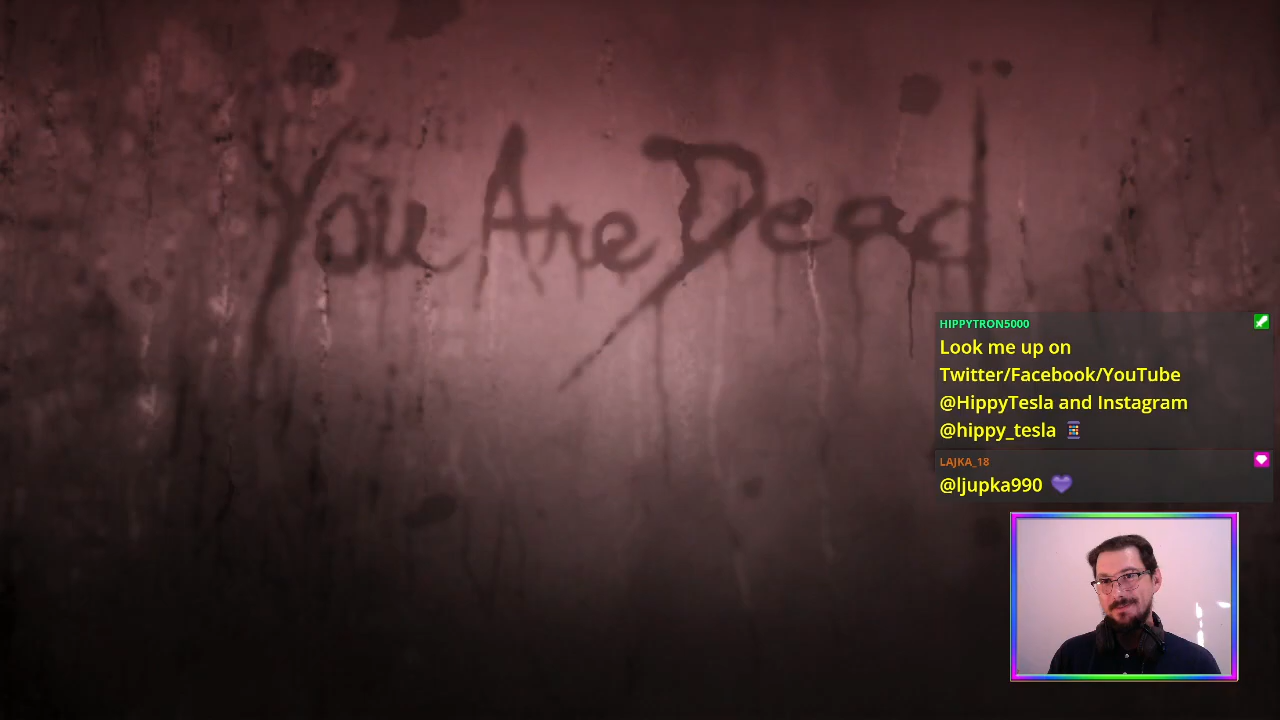 You Are Dead
HIPPYTRON5000
Look me up on
Twitter/Facebook/YouTube
@HippyTesla and Instagram
@hippy_tesla
LAJKA_18
@ljupka990